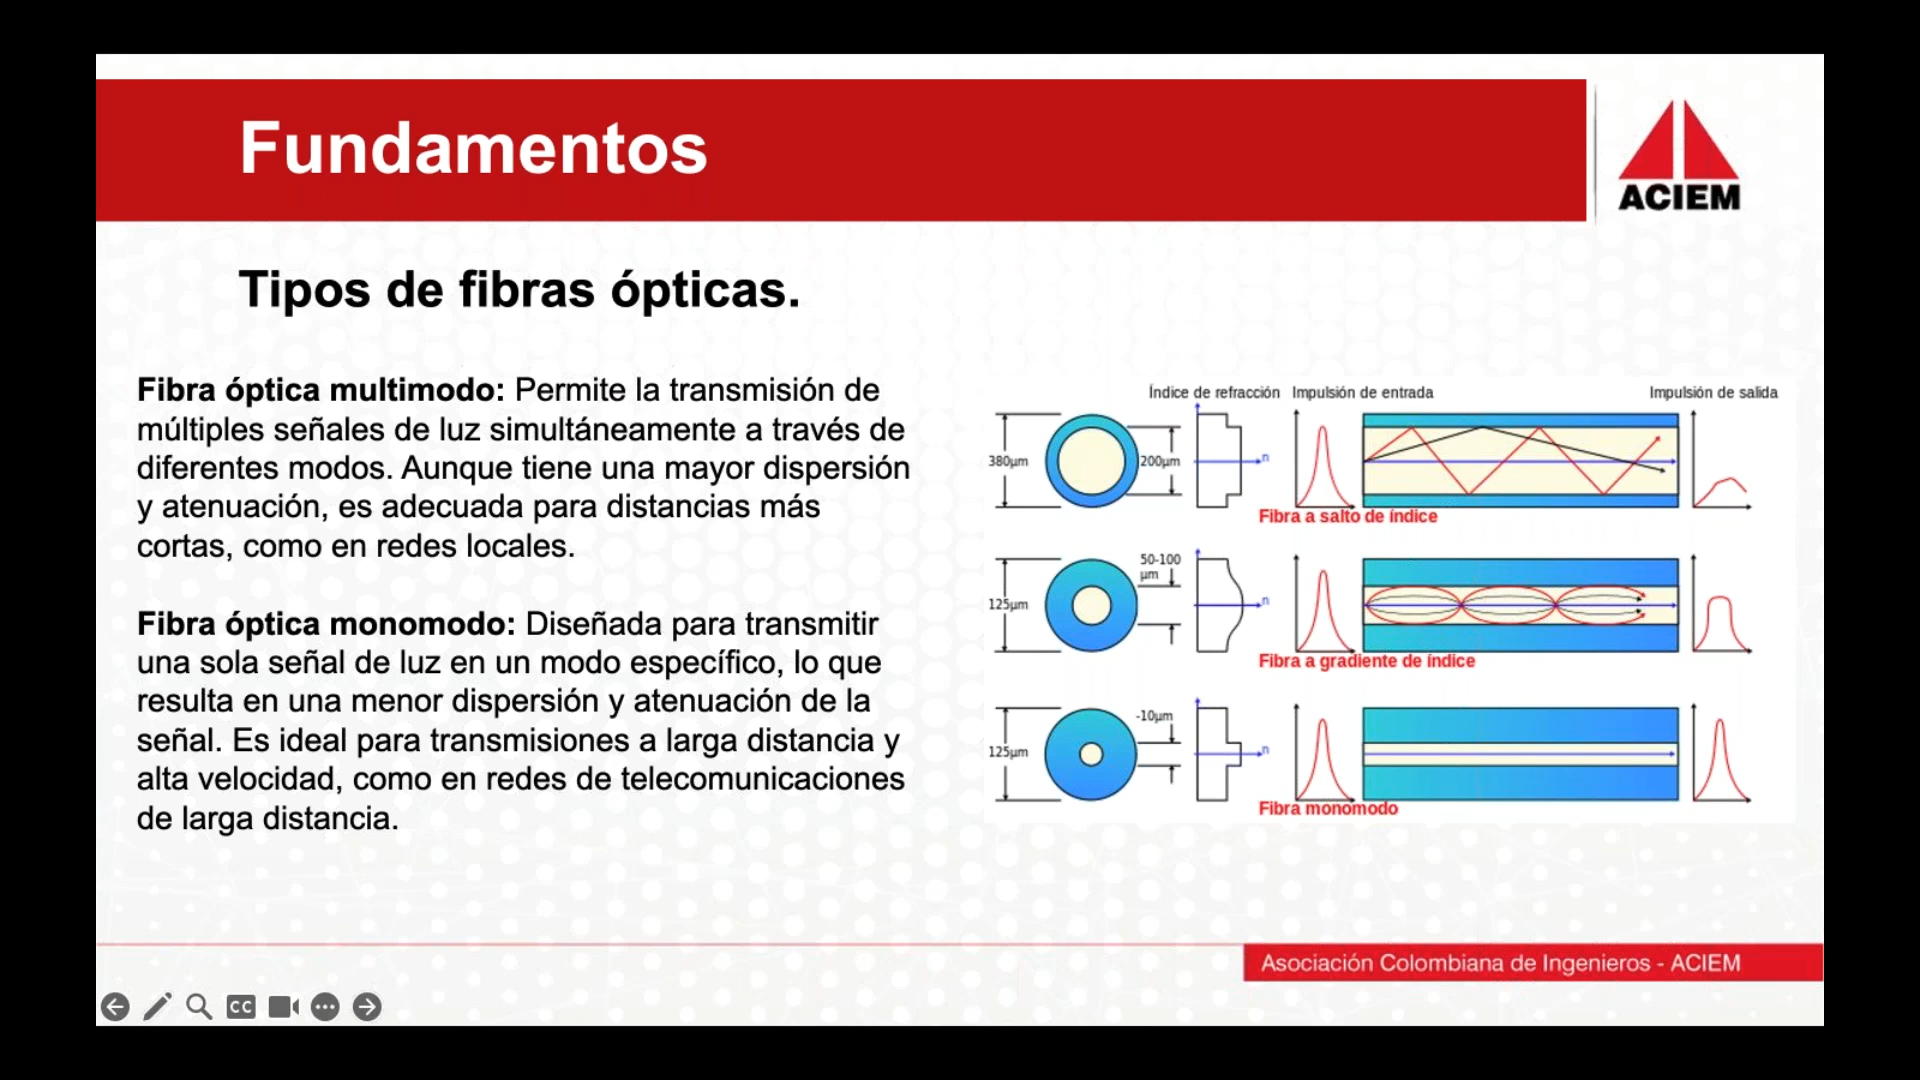 Fundamentos
ACIEM
Tipos de fibras ópticas.
Fibra óptica multimodo: Permite la transmisión de
múltiples señales de luz simultáneamente a través de
diferentes modos. Aunque tiene una mayor dispersión
y atenuación, es adecuada para distancias más
cortas, como en redes locales.
Fibra óptica monomodo: Diseñada para transmitir
una sola señal de luz en un modo específico, lo que
resulta en una menor dispersión y atenuación de la
señal. Es ideal para transmisiones a larga distancia y
alta velocidad, como en redes de telecomunicaciones
de larga distancia.
Índice de refracción Impulsión de entrada Impulsión de salida
380µm 200µm n
Fibra a salto de índice
50-100
µm
125µm n
Fibra a gradiente de índice
-10µm
125µm n
Fibra monomodo
Asociación Colombiana de Ingenieros - ACIEM
CC